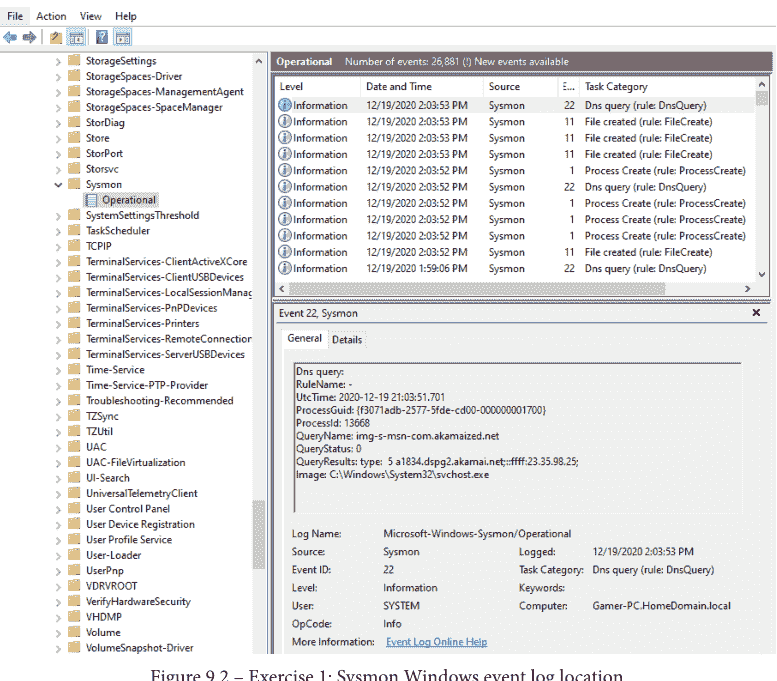 File Action View Help
StorageSettings
StorageSpaces-Driver
StorageSpaces-ManagementAgent
StorageSpaces-SpaceManager
StorDiag
Store
StorPort
Storsvc
Sysmon
Operational
SystemSettingsThreshold
TaskScheduler
TCPIP
TerminalServices-ClientActiveXCore
TerminalServices-ClientUSBDevices
TerminalServices-LocalSessionManag
TerminalServices-PnPDevices
TerminalServices-Printers
TerminalServices-RemoteConnection
TerminalServices-ServerUSBDevices
Time-Service
Time-Service-PTP-Provider
Troubleshooting-Recommended
TZSync
TZUtil
UAC
UAC-FileVirtualization
UI-Search
UniversalTelemetryClient
User Control Panel
User Device Registration
User Profile Service
User-Loader
UserPnp
VDRVROOT
VerifyHardwareSecurity
VHDMP
Volume
VolumeSnapshot-Driver
Operational Number of events: 26,881 (!) New events available
Level Date and Time Source E... Task Category
Information 12/19/2020 2:03:53 PM Sysmon 22 Dns query (rule: DnsQuery)
Information 12/19/2020 2:03:53 PM Sysmon 11 File created (rule: FileCreate)
Information 12/19/2020 2:03:53 PM Sysmon 11 File created (rule: FileCreate)
Information 12/19/2020 2:03:53 PM Sysmon 11 File created (rule: FileCreate)
Information 12/19/2020 2:03:52 PM Sysmon 1 Process Create (rule: ProcessCreate)
Information 12/19/2020 2:03:52 PM Sysmon 22 Dns query (rule: DnsQuery)
Information 12/19/2020 2:03:52 PM Sysmon 1 Process Create (rule: ProcessCreate)
Information 12/19/2020 2:03:52 PM Sysmon 1 Process Create (rule: ProcessCreate)
Information 12/19/2020 2:03:52 PM Sysmon 1 Process Create (rule: ProcessCreate)
Information 12/19/2020 2:03:52 PM Sysmon 11 File created (rule: FileCreate)
Information 12/19/2020 1:59:06 PM Sysmon 22 Dns query (rule: DnsQuery)
Event 22, Sysmon
General Details
Dns query:
RuleName: -
UtcTime: 2020-12-19 21:03:51.701
ProcessGuid: {f3071adb-2577-5fde-cd00-000000001700}
ProcessId: 13668
QueryName: img-s-msn-com.akamaized.net
QueryStatus: 0
QueryResults: type: 5 a1834.dspg2.akamai.net;::ffff:23.35.98.25;
Image: C:\Windows\System32\svchost.exe
Log Name: Microsoft-Windows-Sysmon/Operational
Source: Sysmon Logged: 12/19/2020 2:03:53 PM
Event ID: 22 Task Category: Dns query (rule: DnsQuery)
Level: Information Keywords:
User: SYSTEM Computer: Gamer-PC.HomeDomain.local
OpCode: Info
More Information: Event Log Online Help
Figure 9.2 – Exercise 1: Sysmon Windows event log location